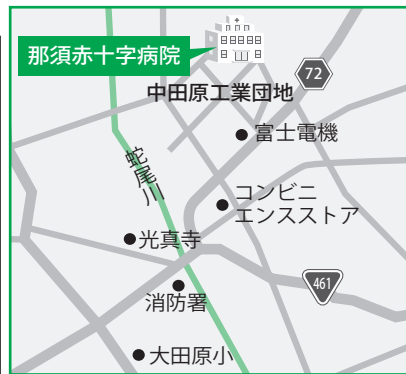 那須赤十字病院
中田原工業団地
72
富士電機
蛇尾川
コンビニ
エンスストア
光真寺
461
消防署
大田原小